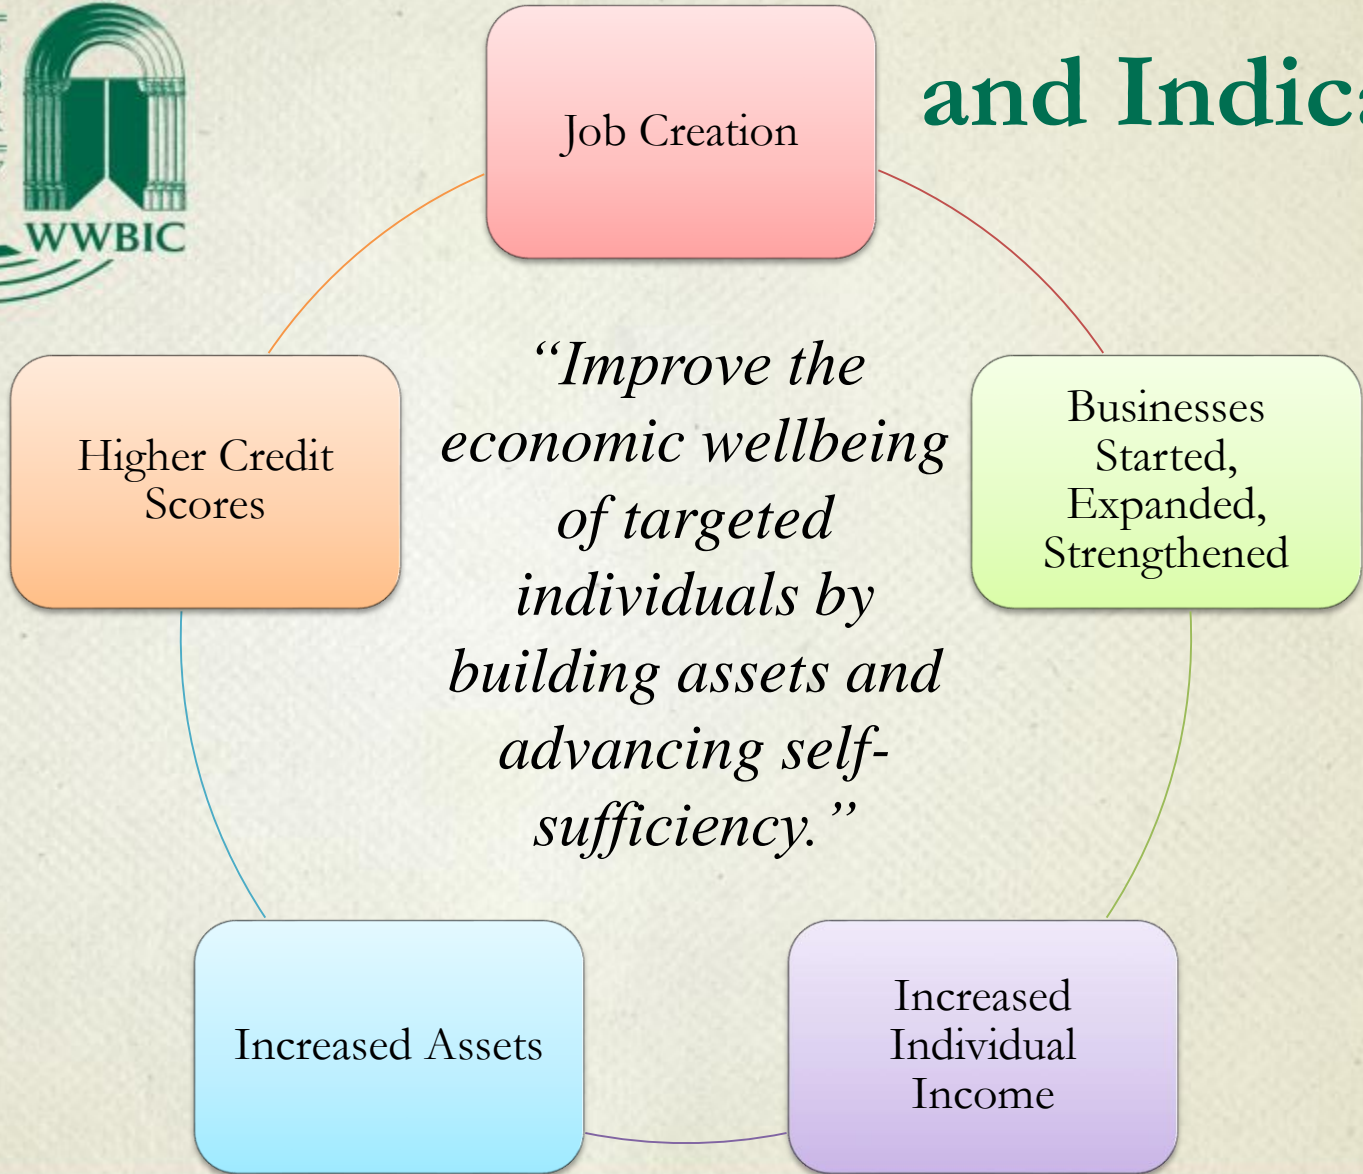 WWBIC
and Indica
Job Creation
Higher Credit
Scores
“Improve the
economic wellbeing
of targeted
individuals by
building assets and
advancing self-
sufficiency.”
Businesses
Started,
Expanded,
Strengthened
Increased Assets
Increased
Individual
Income